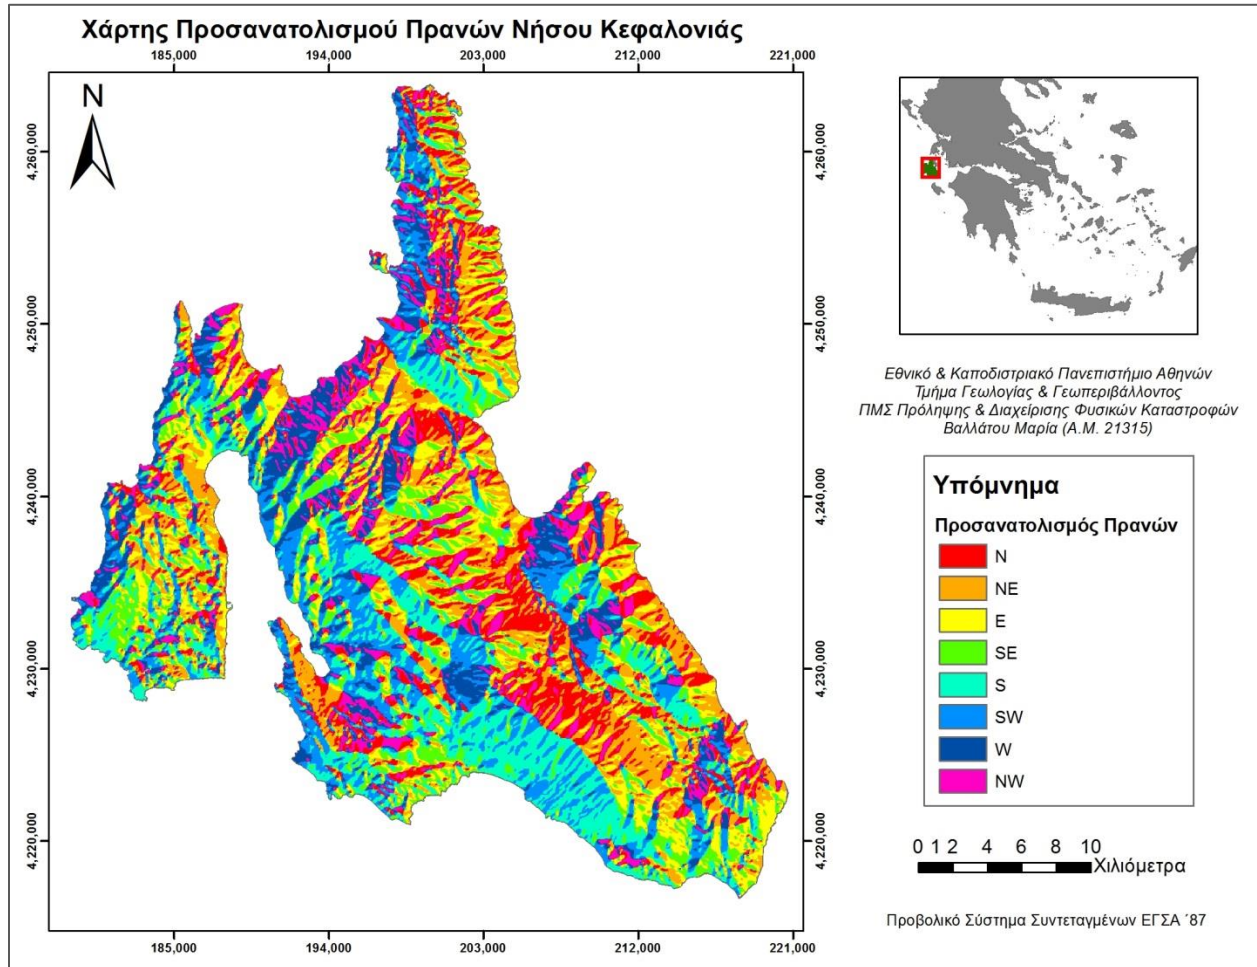 Χάρτης Προσανατολισμού Πρανών Νήσου Κεφαλονιάς
185,000 194,000 203,000 212,000 221,000
N
4,260,000 4,260,000
4,250,000 4,250,000
4,240,000 4,240,000
4,230,000 4,230,000
4,220,000 4,220,000
185,000 194,000 203,000 212,000 221,000
Εθνικό & Καποδιστριακό Πανεπιστήμιο Αθηνών
Τμήμα Γεωλογίας & Γεωπεριβάλλοντος
ΠΜΣ Πρόληψης & Διαχείρισης Φυσικών Καταστροφών
Βαλλάτου Μαρία (Α.Μ. 21315)
Υπόμνημα
Προσανατολισμός Πρανών
N
NE
E
SE
S
SW
W
NW
0 1 2 4 6 8 10
Χιλιόμετρα
Προβολικό Σύστημα Συντεταγμένων ΕΓΣΑ ΄87